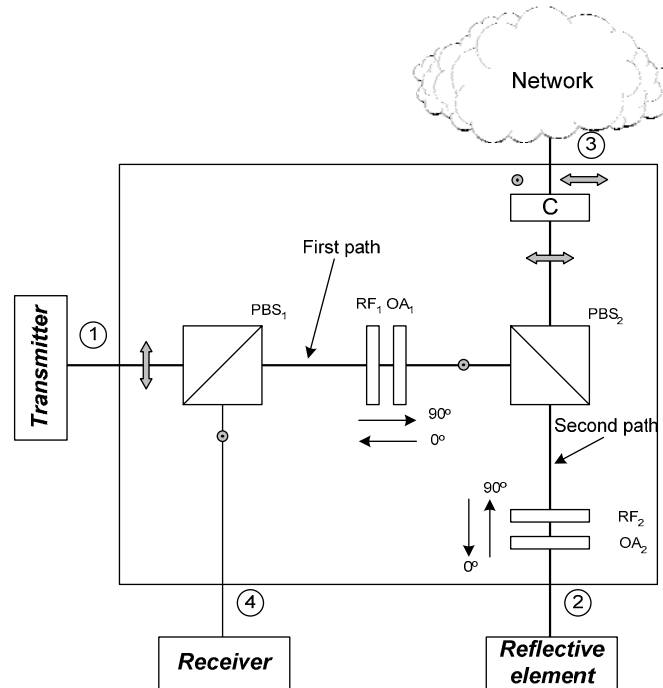 Network
3
C
First path
PBS1
RF1 OA1
PBS2
1
Transmitter
90º
0º
Second path
90º
RF2
OA2
0º
4
2
Receiver
Reflective
element